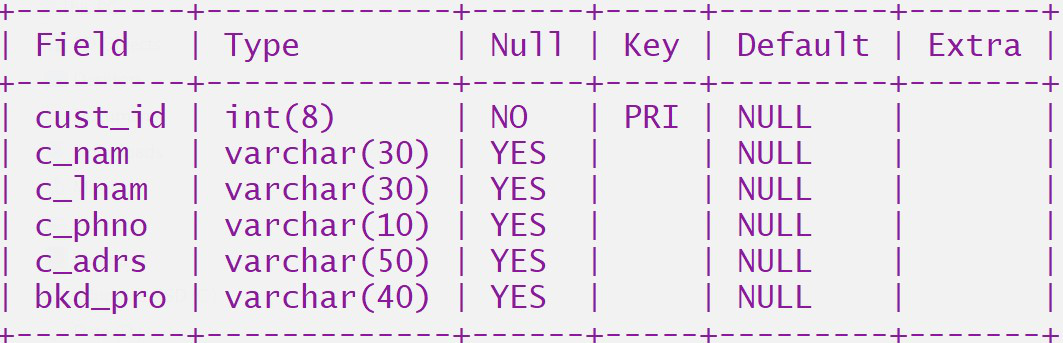 +---------+-------------+------+-----+---------+-------+
| Field   | Type        | Null | Key | Default | Extra |
+---------+-------------+------+-----+---------+-------+
| cust_id | int(8)      | NO   | PRI | NULL    |       |
| c_nam   | varchar(30) | YES  |     | NULL    |       |
| c_lnam  | varchar(30) | YES  |     | NULL    |       |
| c_phno  | varchar(10) | YES  |     | NULL    |       |
| c_adrs  | varchar(50) | YES  |     | NULL    |       |
| bkd_pro | varchar(40) | YES  |     | NULL    |       |
+---------+-------------+------+-----+---------+-------+